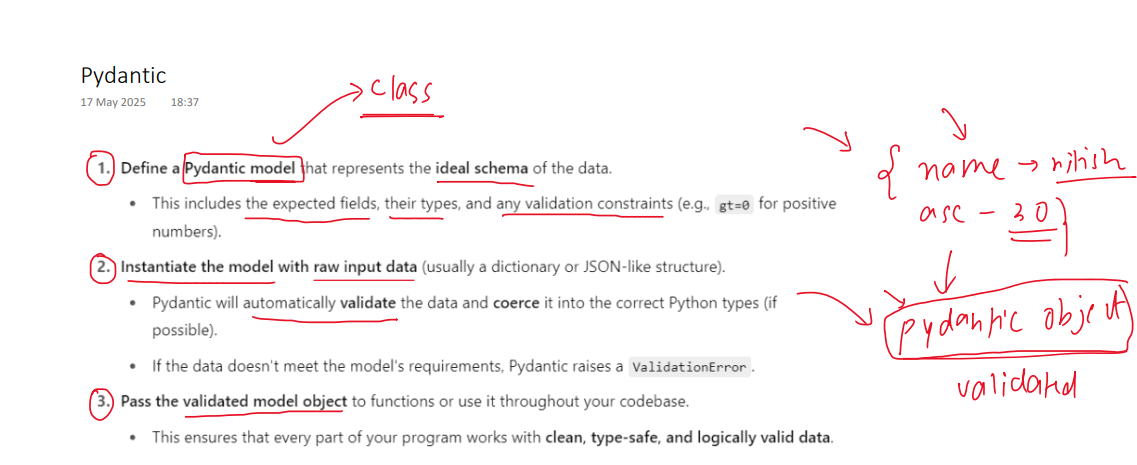 Pydantic
17 May 2025 18:37
class
1. Define a Pydantic model that represents the ideal schema of the data.
• This includes the expected fields, their types, and any validation constraints (e.g., gt=0 for positive
numbers).
2. Instantiate the model with raw input data (usually a dictionary or JSON-like structure).
• Pydantic will automatically validate the data and coerce it into the correct Python types (if
possible).
• If the data doesn't meet the model's requirements, Pydantic raises a ValidationError.
3. Pass the validated model object to functions or use it throughout your codebase.
• This ensures that every part of your program works with clean, type-safe, and logically valid data.
{ name → nitish
30 }
pydantic object
validated